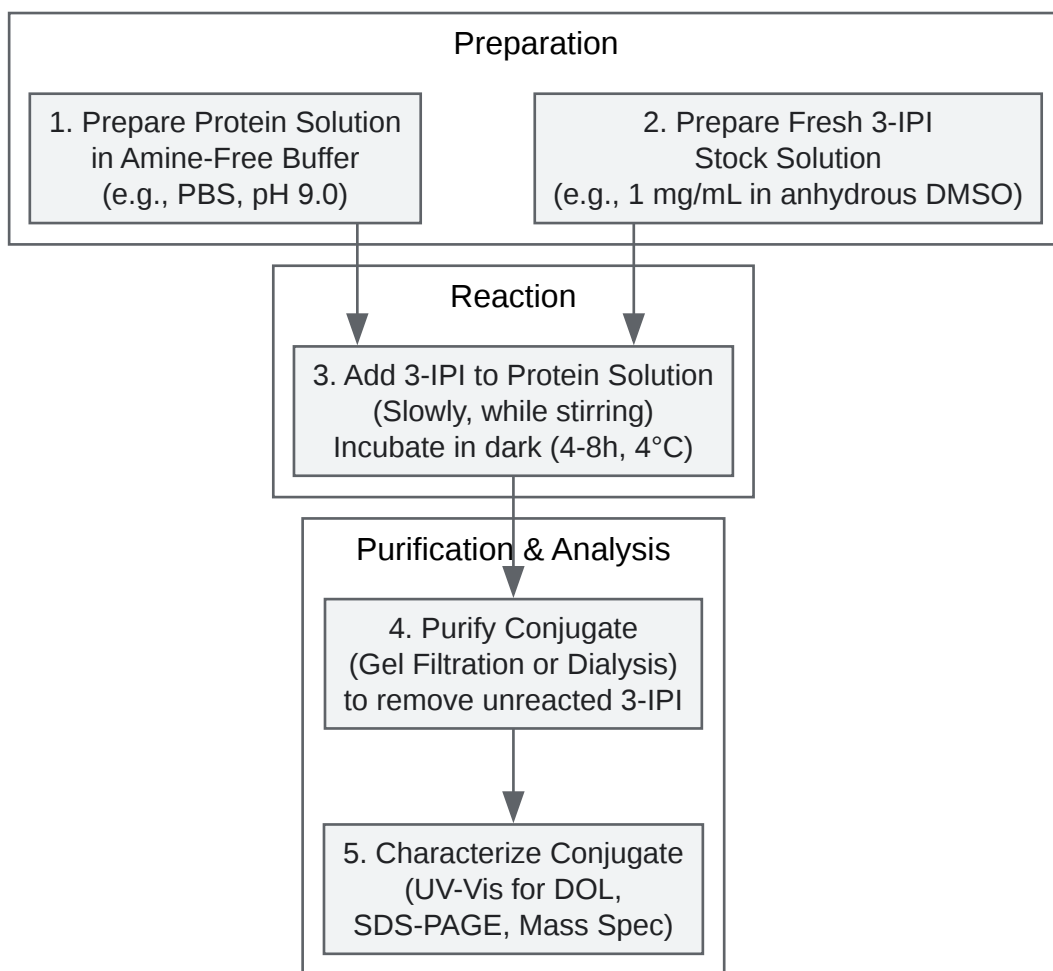 Preparation
1. Prepare Protein Solution
in Amine-Free Buffer
(e.g., PBS, pH 9.0)
2. Prepare Fresh 3-IPI
Stock Solution
(e.g., 1 mg/mL in anhydrous DMSO)
Reaction
3. Add 3-IPI to Protein Solution
(Slowly, while stirring)
Incubate in dark (4-8h, 4°C)
Purification & Analysis
4. Purify Conjugate
(Gel Filtration or Dialysis)
to remove unreacted 3-IPI
5. Characterize Conjugate
(UV-Vis for DOL,
SDS-PAGE, Mass Spec)